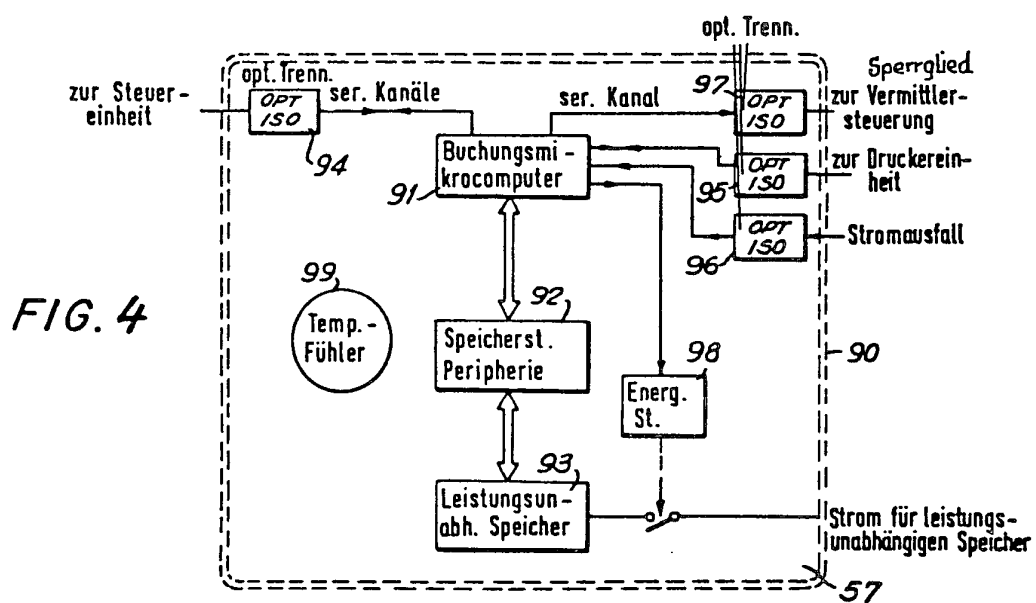 opt. Trenn.
opt. Trenn.
Sperrglied
zur Steuer-
einheit
OPT
ISO
94
ser. Kanäle
ser. Kanal
97
OPT
ISO
zur Vermittler-
steuerung
Buchungsmi-
krocomputer
91
95
OPT
ISO
zur Druckerein-
heit
96
OPT
ISO
Stromausfall
FIG. 4
99
Temp.-
Fühler
92
Speicherst.
Peripherie
98
Energ.
St.
90
93
Leistungsun-
abh. Speicher
Strom für leistungs-
unabhängigen Speicher
57